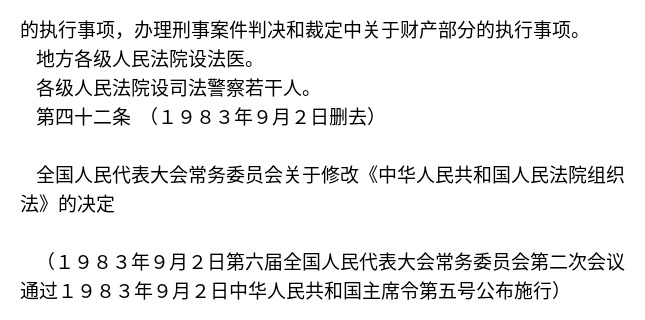 的执行事项，办理刑事案件判决和裁定中关于财产部分的执行事项。
地方各级人民法院设法医。
各级人民法院设司法警察若干人。
第四十二条　（１９８３年９月２日删去）
全国人民代表大会常务委员会关于修改《中华人民共和国人民法院组织
法》的决定
（１９８３年９月２日第六届全国人民代表大会常务委员会第二次会议
通过１９８３年９月２日中华人民共和国主席令第五号公布施行）